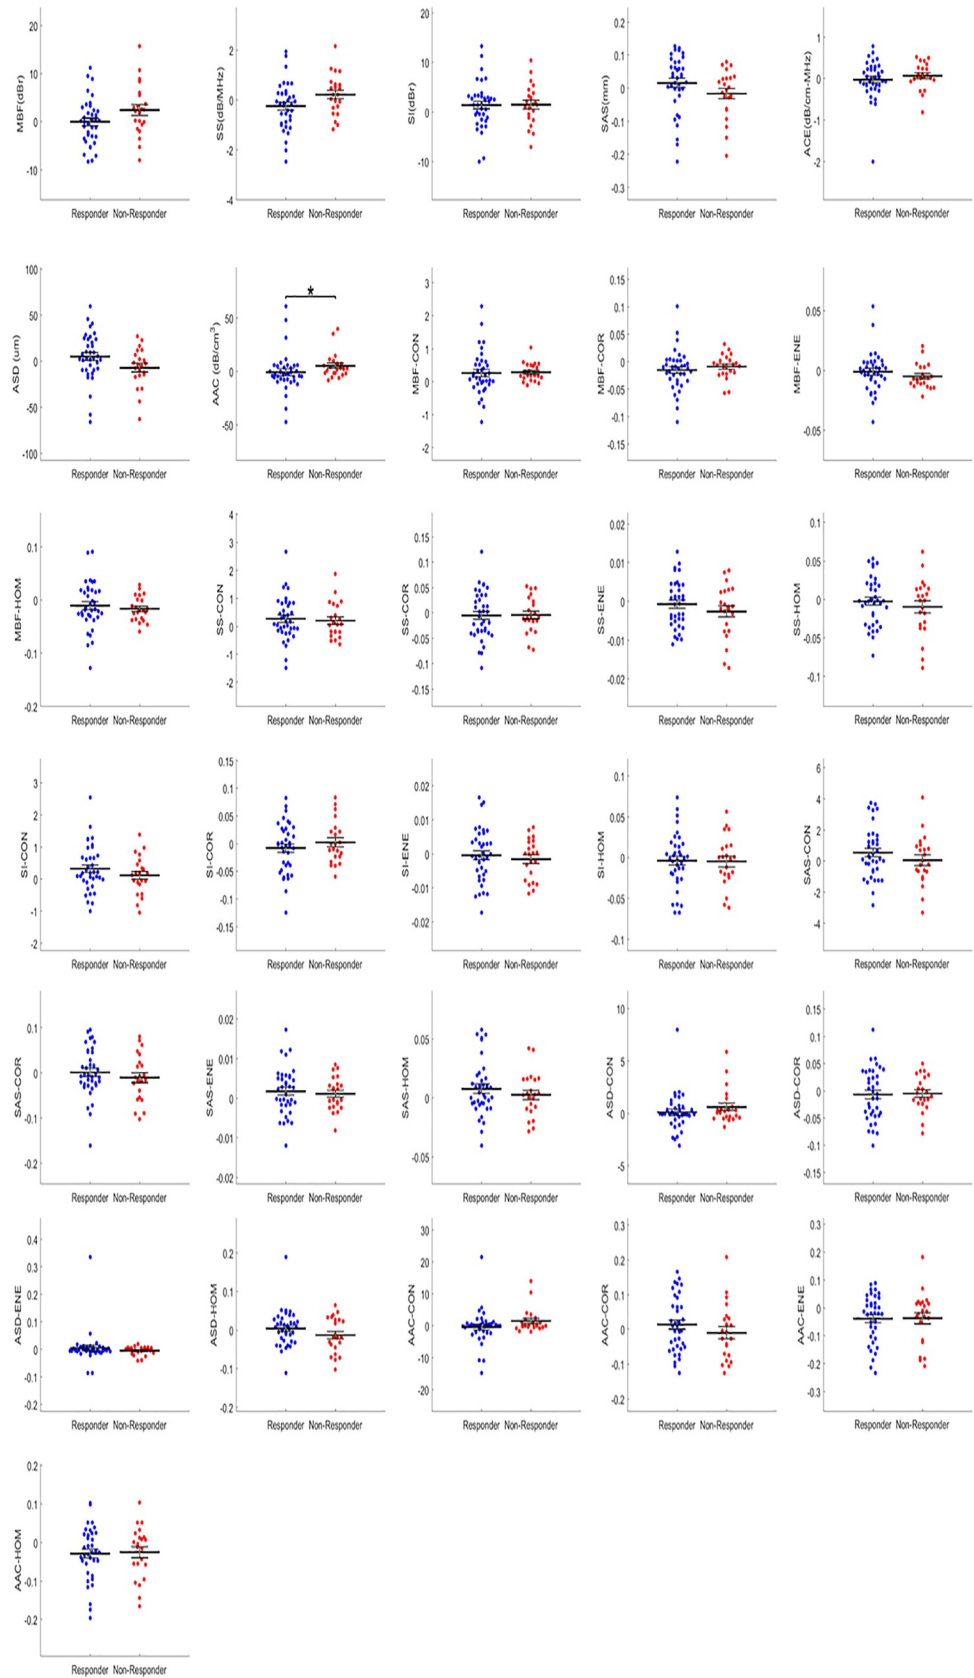 MBF(dBr)
20
10
0
-10
Responder Non-Responder
SS(dB/MHz)
2
0
-2
-4
Responder Non-Responder
SI(dBr)
20
10
0
-10
Responder Non-Responder
SAS(mm)
0.2
0.1
0
-0.1
-0.2
-0.3
Responder Non-Responder
ACE(dB/cm-MHz)
1
0
-1
-2
Responder Non-Responder
ASD (um)
100
50
0
-50
-100
Responder Non-Responder
AAC (dB/cm³)
50
0
-50
*
Responder Non-Responder
MBF-CON
3
2
1
0
-1
-2
Responder Non-Responder
MBF-COR
0.15
0.1
0.05
0
-0.05
-0.1
-0.15
Responder Non-Responder
MBF-ENE
0.05
0
-0.05
Responder Non-Responder
MBF-HOM
0.1
0
-0.1
-0.2
Responder Non-Responder
SS-CON
4
3
2
1
0
-1
-2
Responder Non-Responder
SS-COR
0.15
0.1
0.05
0
-0.05
-0.1
-0.15
Responder Non-Responder
SS-ENE
0.02
0.01
0
-0.01
-0.02
Responder Non-Responder
SS-HOM
0.1
0.05
0
-0.05
-0.1
Responder Non-Responder
SI-CON
3
2
1
0
-1
-2
Responder Non-Responder
SI-COR
0.15
0.1
0.05
0
-0.05
-0.1
-0.15
Responder Non-Responder
SI-ENE
0.02
0.01
0
-0.01
-0.02
Responder Non-Responder
SI-HOM
0.1
0.05
0
-0.05
-0.1
Responder Non-Responder
SAS-CON
6
4
2
0
-2
-4
Responder Non-Responder
SAS-COR
0.1
0
-0.1
-0.2
Responder Non-Responder
SAS-ENE
0.02
0.01
0
-0.01
-0.02
Responder Non-Responder
SAS-HOM
0.05
0
-0.05
Responder Non-Responder
ASD-CON
10
5
0
-5
Responder Non-Responder
ASD-COR
0.15
0.1
0.05
0
-0.05
-0.1
-0.15
Responder Non-Responder
ASD-ENE
0.4
0.3
0.2
0.1
0
-0.1
-0.2
Responder Non-Responder
ASD-HOM
0.2
0.1
0
-0.1
-0.2
Responder Non-Responder
AAC-CON
30
20
10
0
-10
-20
Responder Non-Responder
AAC-COR
0.3
0.2
0.1
0
-0.1
-0.2
Responder Non-Responder
AAC-ENE
0.3
0.2
0.1
0
-0.1
-0.2
-0.3
Responder Non-Responder
AAC-HOM
0.2
0.1
0
-0.1
-0.2
Responder Non-Responder